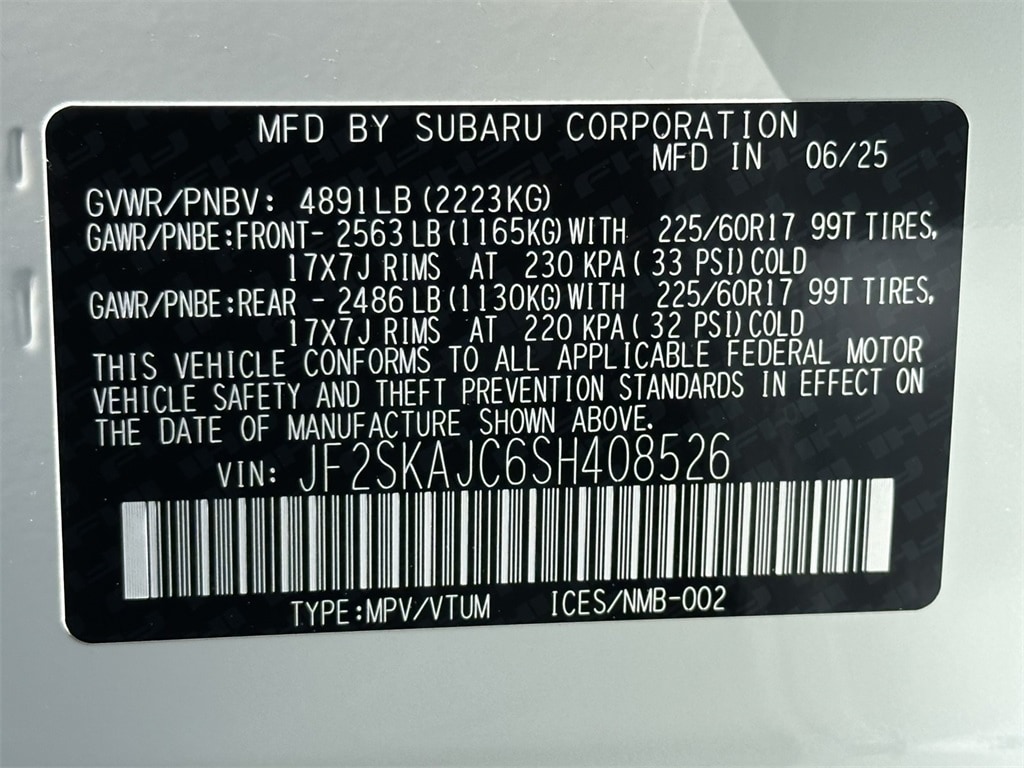 MFD BY SUBARU CORPORATION
MFD IN 06/25
GVWR/PNBV: 4891LB (2223KG)
GAWR/PNBE:FRONT- 2563 LB (1165KG) WITH 225/60R17 99T TIRES,
17X7J RIMS AT 230 KPA ( 33 PSI) COLD
GAWR/PNBE:REAR - 2486 LB (1130KG) WITH 225/60R17 99T TIRES,
17X7J RIMS AT 220 KPA ( 32 PSI) COLD
THIS VEHICLE CONFORMS TO ALL APPLICABLE FEDERAL MOTOR
VEHICLE SAFETY AND THEFT PREVENTION STANDARDS IN EFFECT ON
THE DATE OF MANUFACTURE SHOWN ABOVE.
VIN: JF2SKAJC6SH408526
TYPE:MPV/VTUM ICES/NMB-002